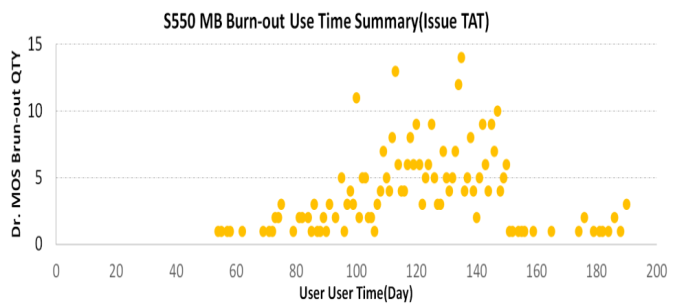 S550 MB Burn-out Use Time Summary(Issue TAT)
Dr. MOS Brun-out QTY
15
10
5
0
0 20 40 60 80 100 120 140 160 180 200
User User Time(Day)